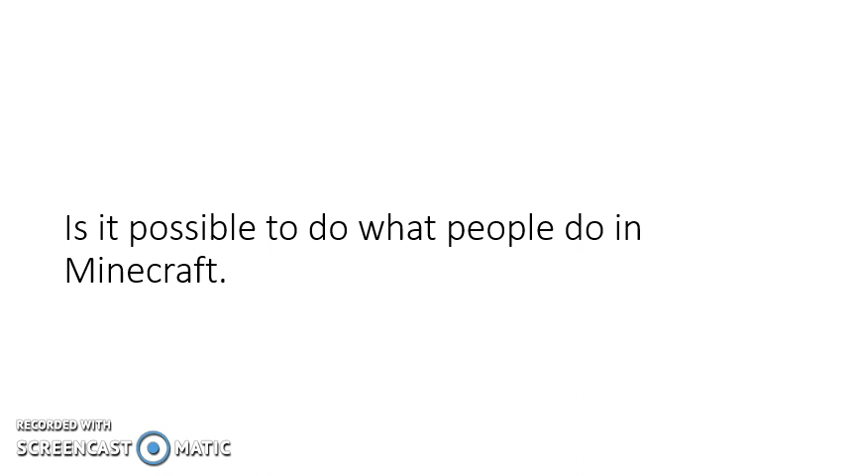 Is it possible to do what people do in
Minecraft.
RECORDED WITH
SCREENCAST MATIC